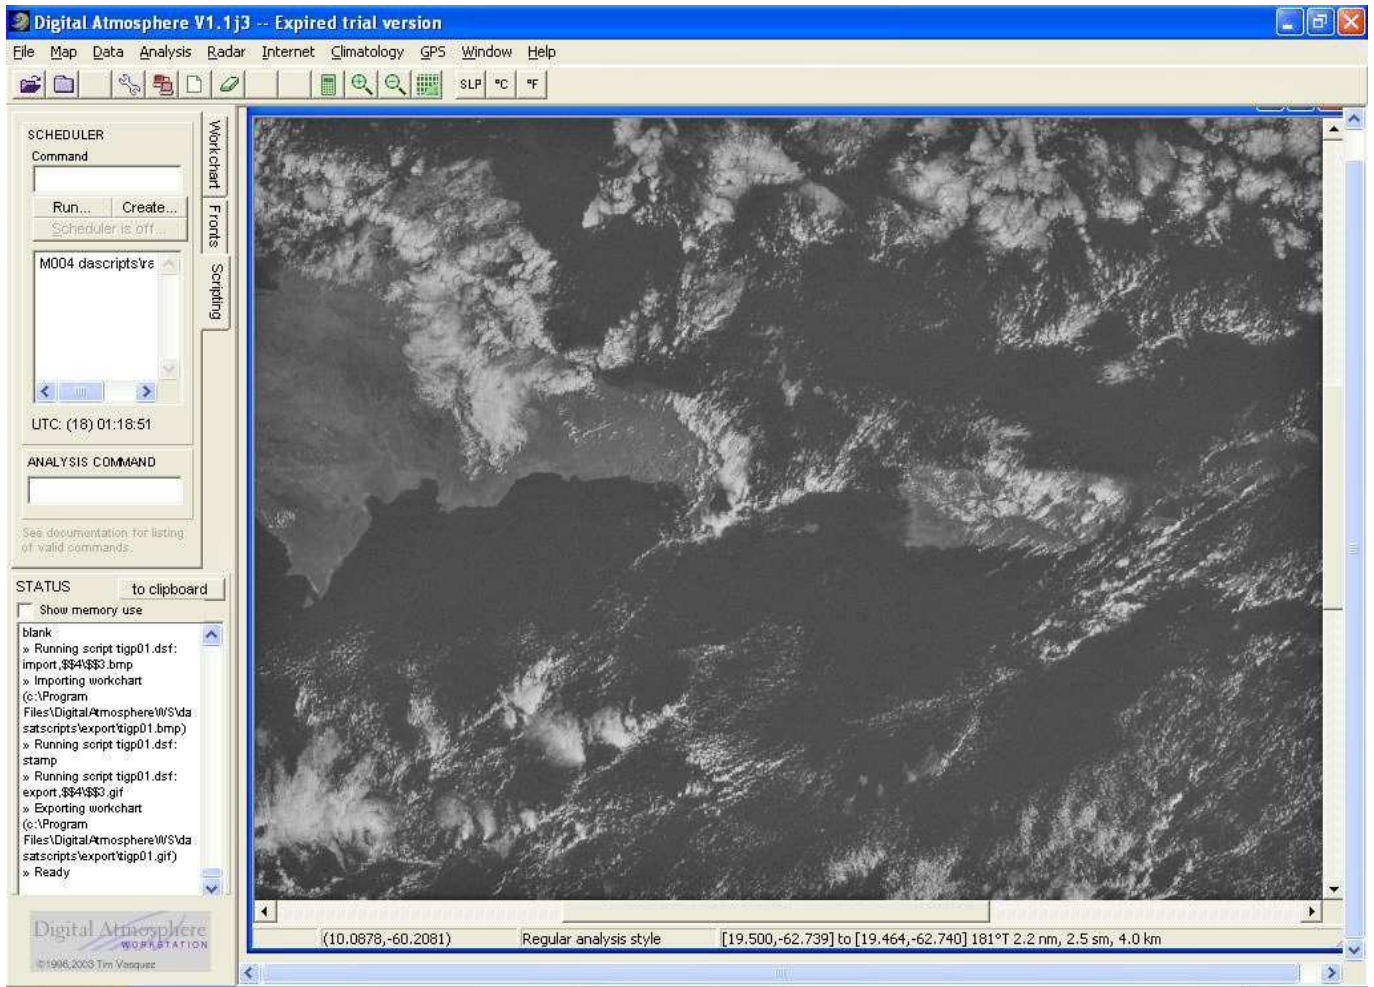 Digital Atmosphere V1.1j3 -- Expired trial version
File Map Data Analysis Radar Internet Climatology GPS Window Help
SLP °C °F
SCHEDULER
Command
Run... Create...
Scheduler is off...
M004 dascripts\ra
UTC: (18) 01:18:51
ANALYSIS COMMAND
See documentation for listing
of valid commands.
Workchart
Fronts
Scripting
STATUS to clipboard
Show memory use
blank
» Running script tigp01.dsf:
import,$$4\$$3.bmp
» Importing workchart
(c:\Program
Files\DigitalAtmosphereWS\da
satscripts\export\tigp01.bmp)
» Running script tigp01.dsf:
stamp
» Running script tigp01.dsf:
export,$$4\$$3.gif
» Exporting workchart
(c:\Program
Files\DigitalAtmosphereWS\da
satscripts\export\tigp01.gif)
» Ready
Digital Atmosphere
WORKSTATION
©1996,2003 Tim Vasquez
(10.0878,-60.2081) Regular analysis style [19.500,-62.739] to [19.464,-62.740] 181°T 2.2 nm, 2.5 sm, 4.0 km